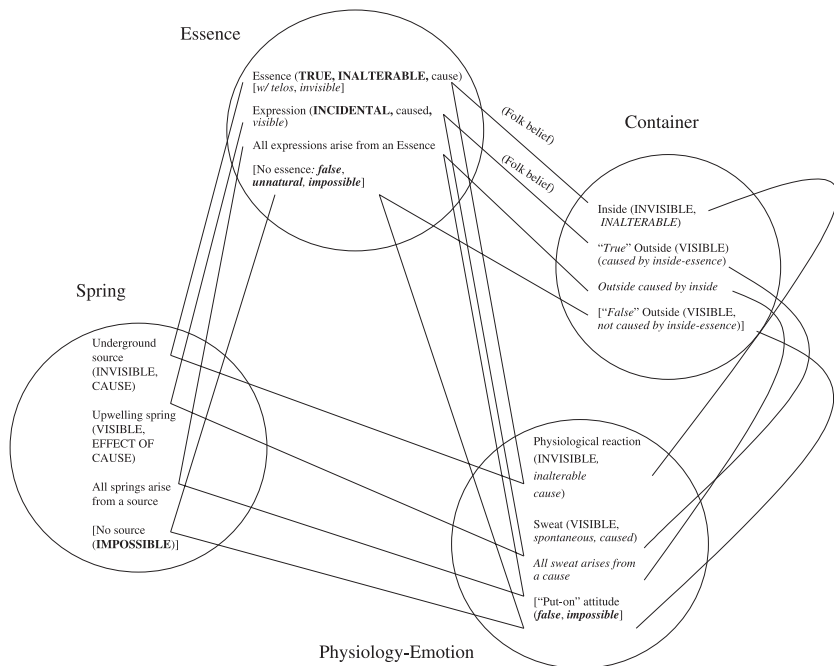 Essence
Essence (TRUE, INALTERABLE, cause)
[w/ telos, invisible]
Expression (INCIDENTAL, caused,
visible)
All expressions arise from an Essence
[No essence: false,
unnatural, impossible]
(Folk belief)
(Folk belief)
Container
Inside (INVISIBLE,
INALTERABLE)
“True” Outside (VISIBLE)
(caused by inside-essence)
Outside caused by inside
[“False” Outside (VISIBLE,
not caused by inside-essence)]
Spring
Underground
source
(INVISIBLE,
CAUSE)
Upwelling spring
(VISIBLE,
EFFECT OF
CAUSE)
All springs arise
from a source
[No source
(IMPOSSIBLE)]
Physiological reaction
(INVISIBLE,
inalterable
cause)
Sweat (VISIBLE,
spontaneous, caused)
All sweat arises from
a cause
[“Put-on” attitude
(false, impossible]
Physiology-Emotion